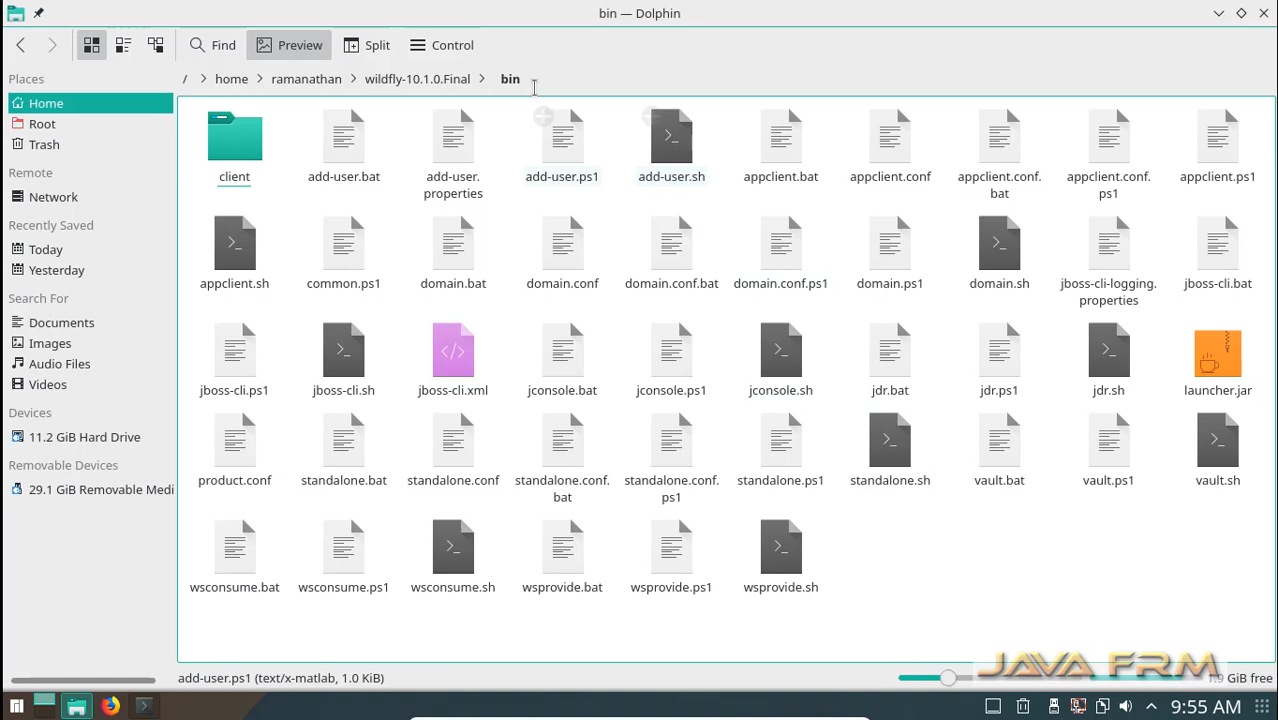 bin — Dolphin
Find
Preview
Split
Control
Places
/ home ramanathan wildfly-10.1.0.Final bin
Home
Root
Trash
Remote
Network
Recently Saved
Today
Yesterday
Search For
Documents
Images
Audio Files
Videos
Devices
11.2 GiB Hard Drive
Removable Devices
29.1 GiB Removable Medi
client
add-user.bat
add-user.
properties
add-user.ps1
add-user.sh
appclient.bat
appclient.conf
appclient.conf.
bat
appclient.conf.
ps1
appclient.ps1
appclient.sh
common.ps1
domain.bat
domain.conf
domain.conf.bat
domain.conf.ps1
domain.ps1
domain.sh
jboss-cli-logging.
properties
jboss-cli.bat
jboss-cli.ps1
jboss-cli.sh
jboss-cli.xml
jconsole.bat
jconsole.ps1
jconsole.sh
jdr.bat
jdr.ps1
jdr.sh
launcher.jar
product.conf
standalone.bat
standalone.conf
standalone.conf.
bat
standalone.conf.
ps1
standalone.ps1
standalone.sh
vault.bat
vault.ps1
vault.sh
wsconsume.bat
wsconsume.ps1
wsconsume.sh
wsprovide.bat
wsprovide.ps1
wsprovide.sh
add-user.ps1 (text/x-matlab, 1.0 KiB)
JAVA FRM
GiB free
9:55 AM